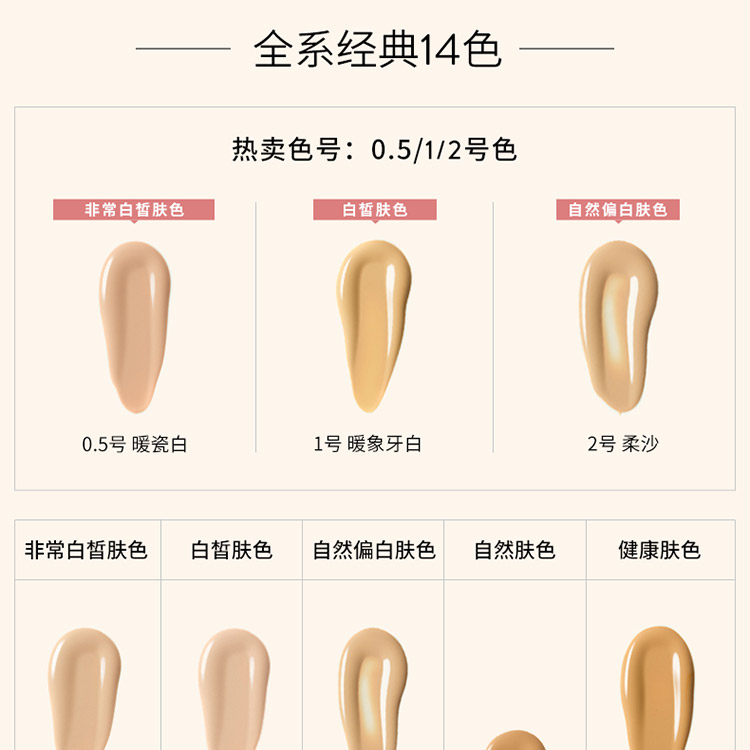 全系经典14色
热卖色号：0.5/1/2号色
非常白皙肤色
白皙肤色
自然偏白肤色
0.5号 暖瓷白
1号 暖象牙白
2号 柔沙
非常白皙肤色
白皙肤色
自然偏白肤色
自然肤色
健康肤色